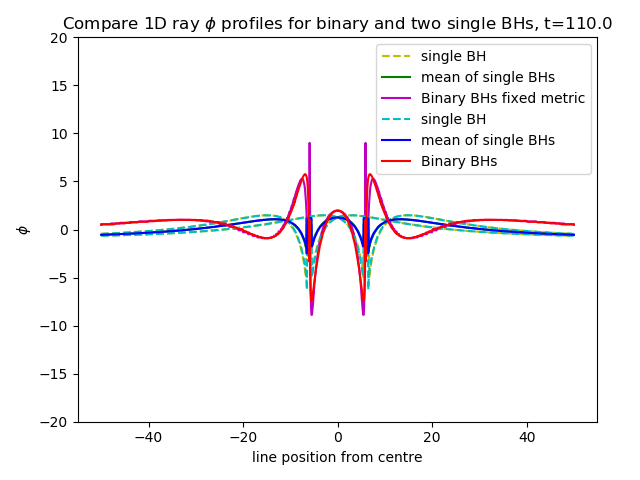 Compare 1D ray ϕ profiles for binary and two single BHs, t=110.0
20
15
10
5
0
−5
−10
−15
−20
ϕ
single BH
mean of single BHs
Binary BHs fixed metric
single BH
mean of single BHs
Binary BHs
−40 −20 0 20 40
line position from centre